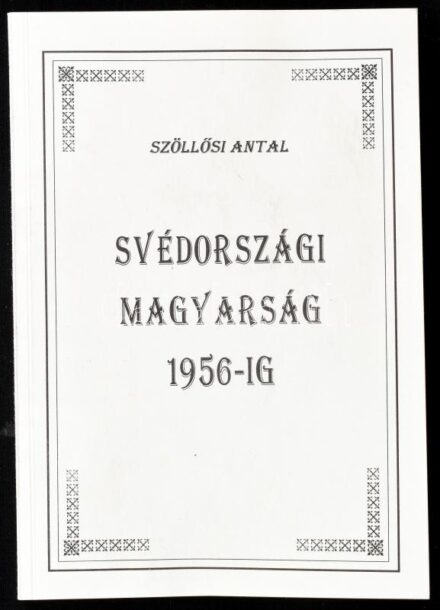 SZÖLLŐSI ANTAL
SVÉDORSZÁGI
MAGYARSÁG
1956-IG